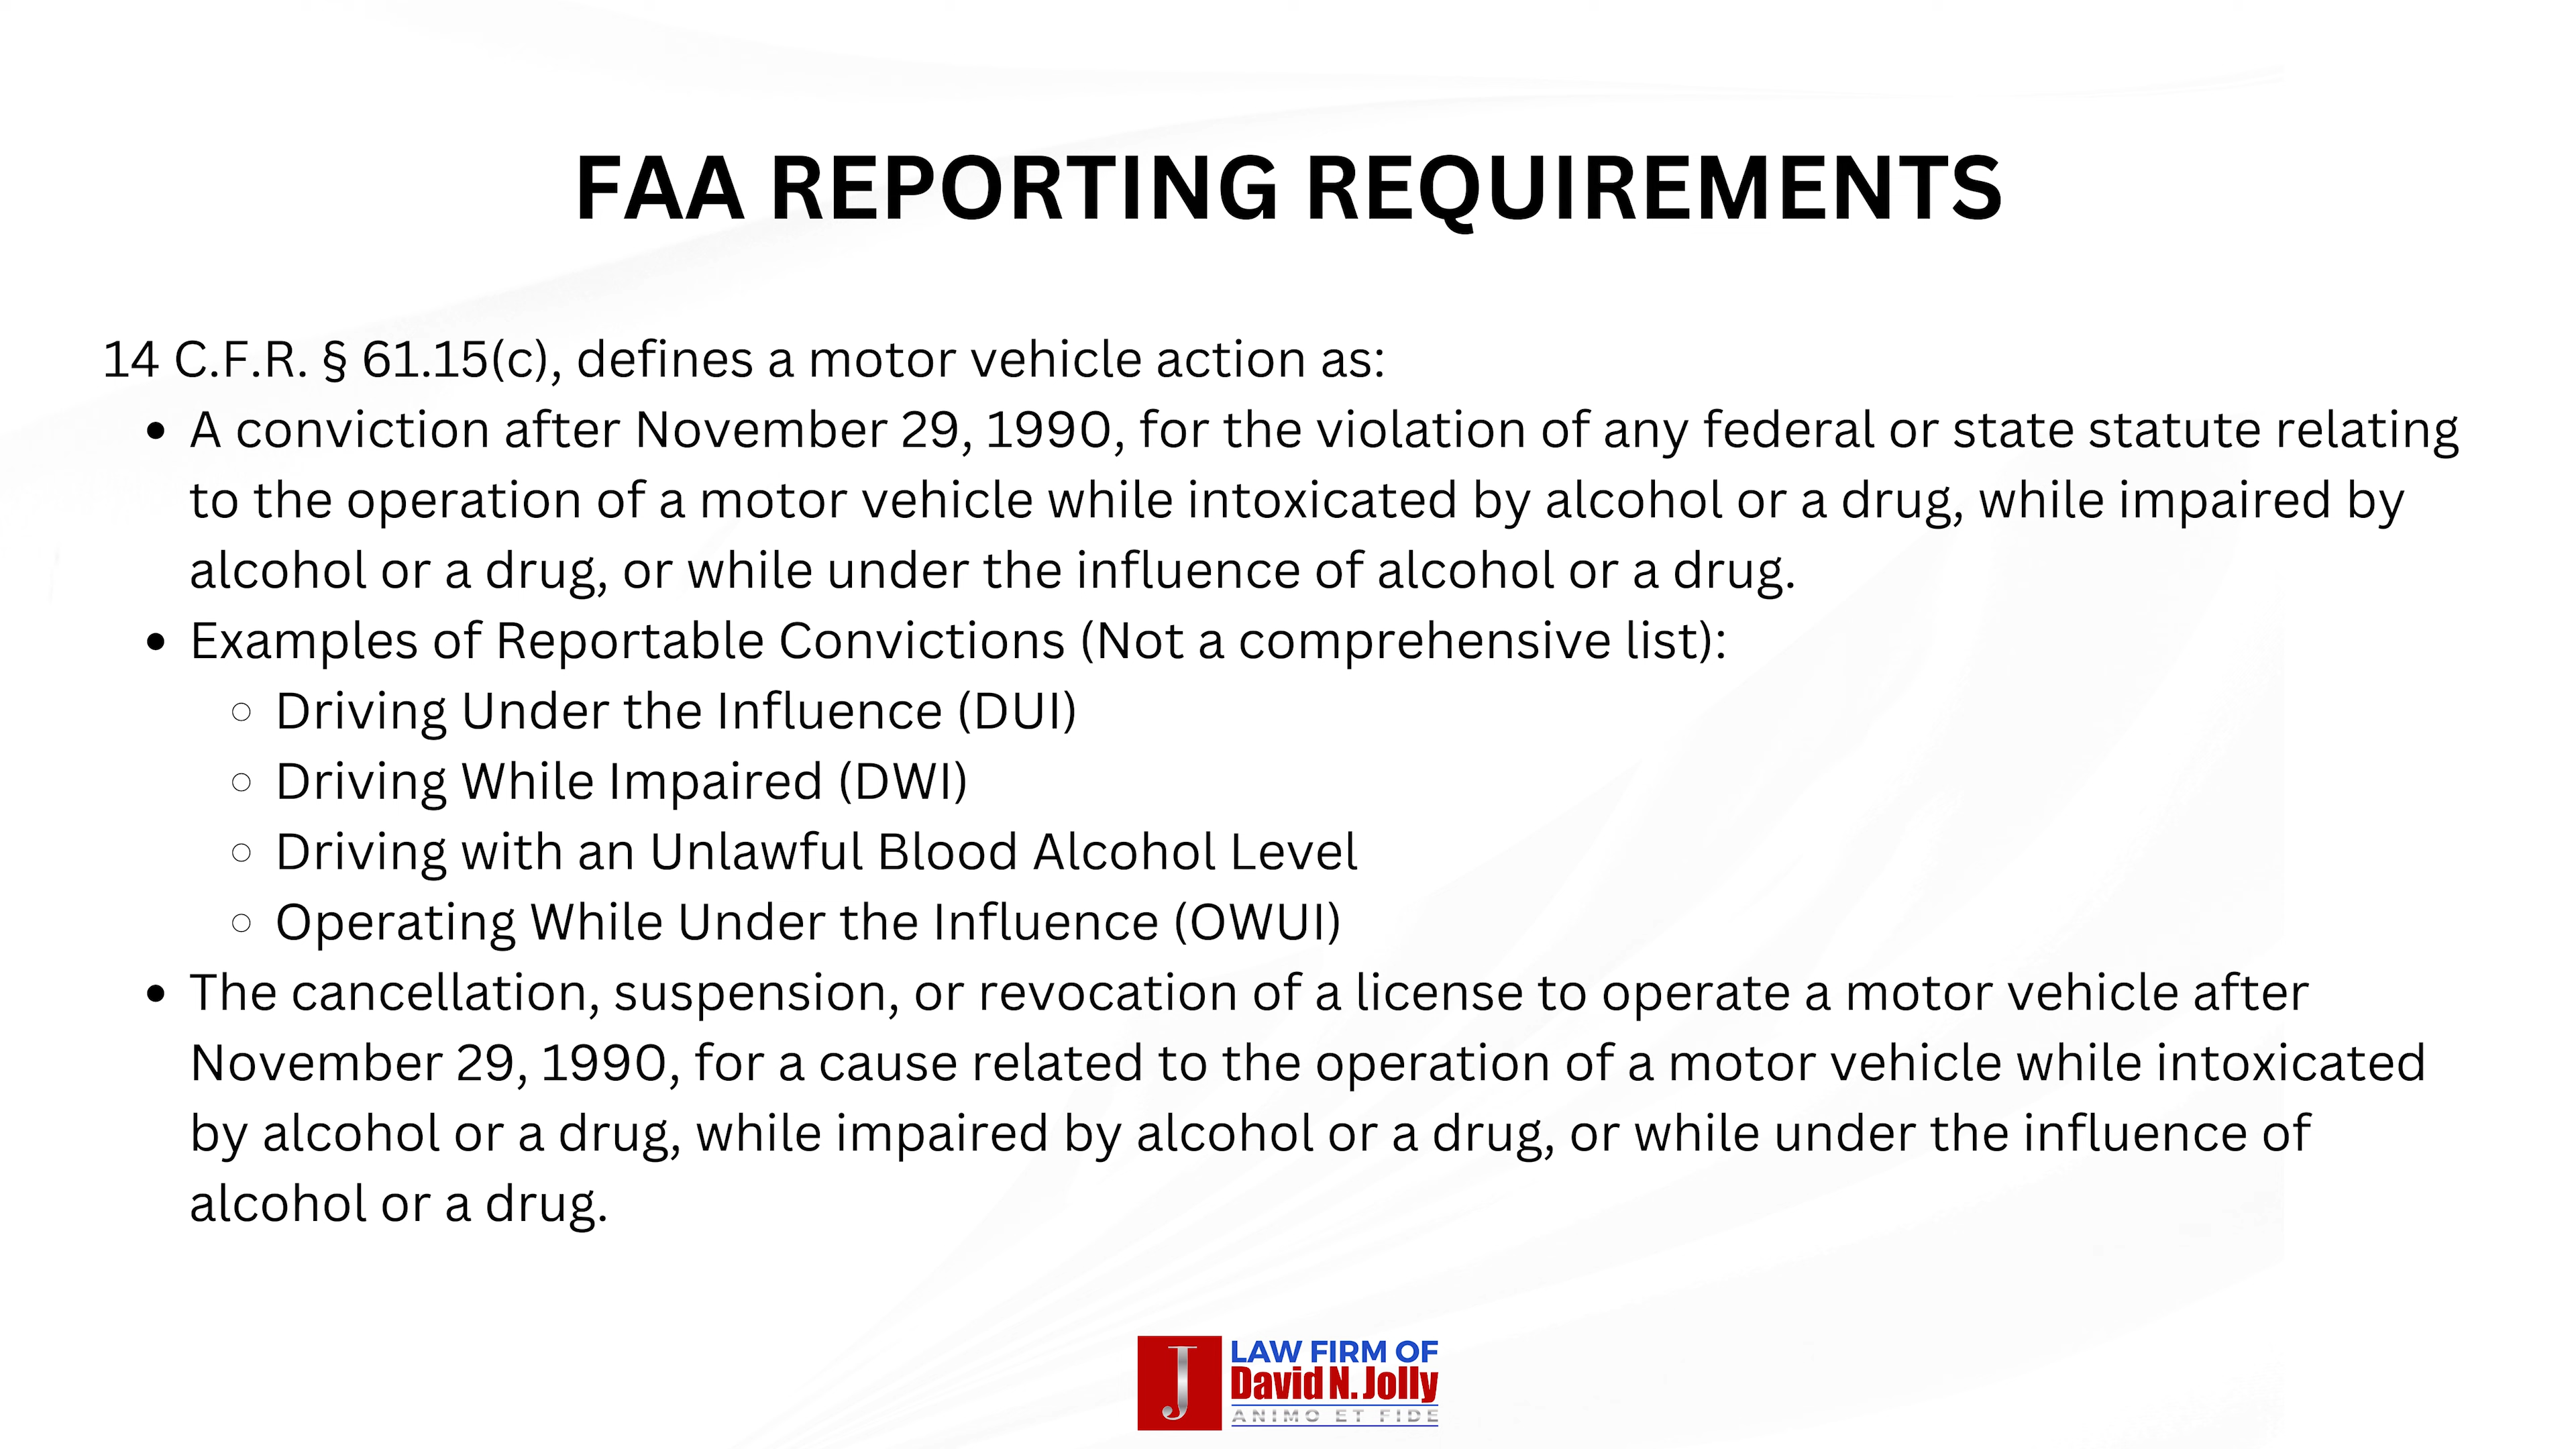 FAA REPORTING REQUIREMENTS
14 C.F.R. § 61.15(c), defines a motor vehicle action as:
• A conviction after November 29, 1990, for the violation of any federal or state statute relating
to the operation of a motor vehicle while intoxicated by alcohol or a drug, while impaired by
alcohol or a drug, or while under the influence of alcohol or a drug.
• Examples of Reportable Convictions (Not a comprehensive list):
○ Driving Under the Influence (DUI)
○ Driving While Impaired (DWI)
○ Driving with an Unlawful Blood Alcohol Level
○ Operating While Under the Influence (OWUI)
• The cancellation, suspension, or revocation of a license to operate a motor vehicle after
November 29, 1990, for a cause related to the operation of a motor vehicle while intoxicated
by alcohol or a drug, while impaired by alcohol or a drug, or while under the influence of
alcohol or a drug.
J
LAW FIRM OF
David N. Jolly
ANIMO ET FIDE